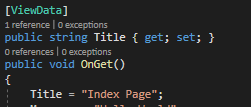 [ViewData]
1 reference | 0 exceptions
public string Title { get; set; }
0 references | 0 exceptions
public void OnGet()
{
Title = "Index Page";